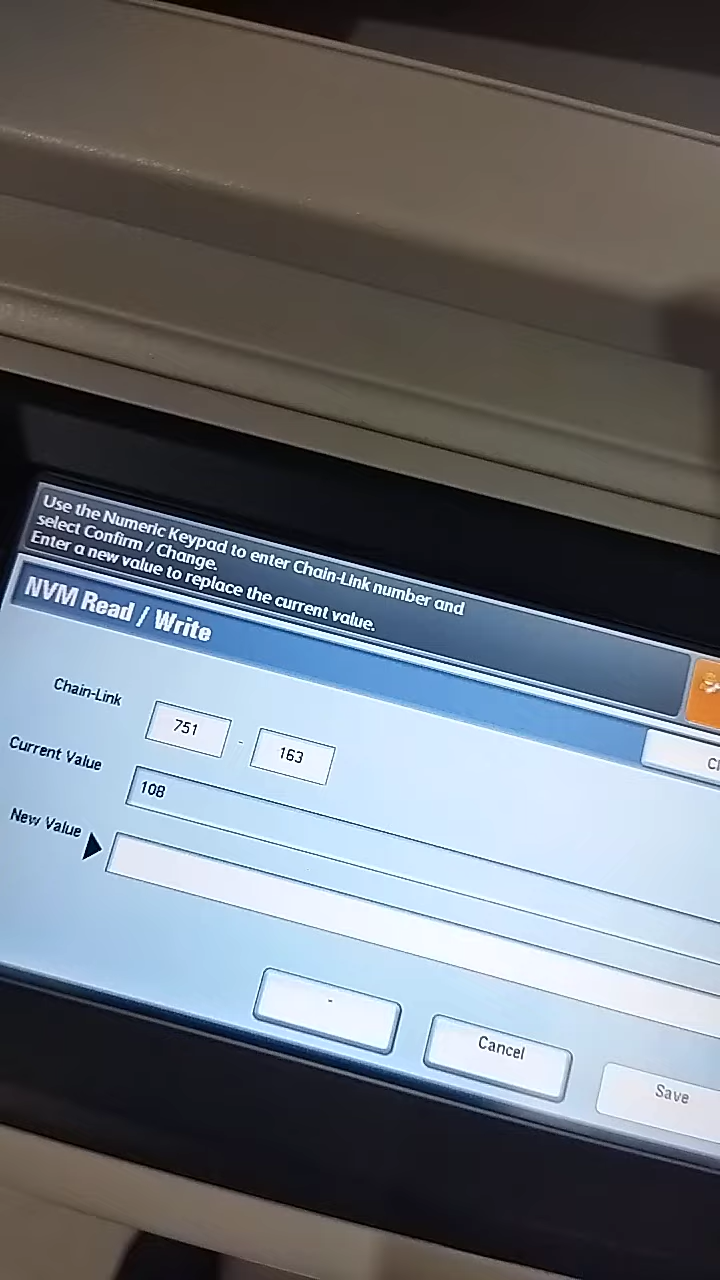 Use the Numeric Keypad to enter Chain-Link number and
select Confirm / Change.
Enter a new value to replace the current value.
NVM Read / Write
Chain-Link
751 - 163
Current Value
108
New Value
-
Cancel
Save